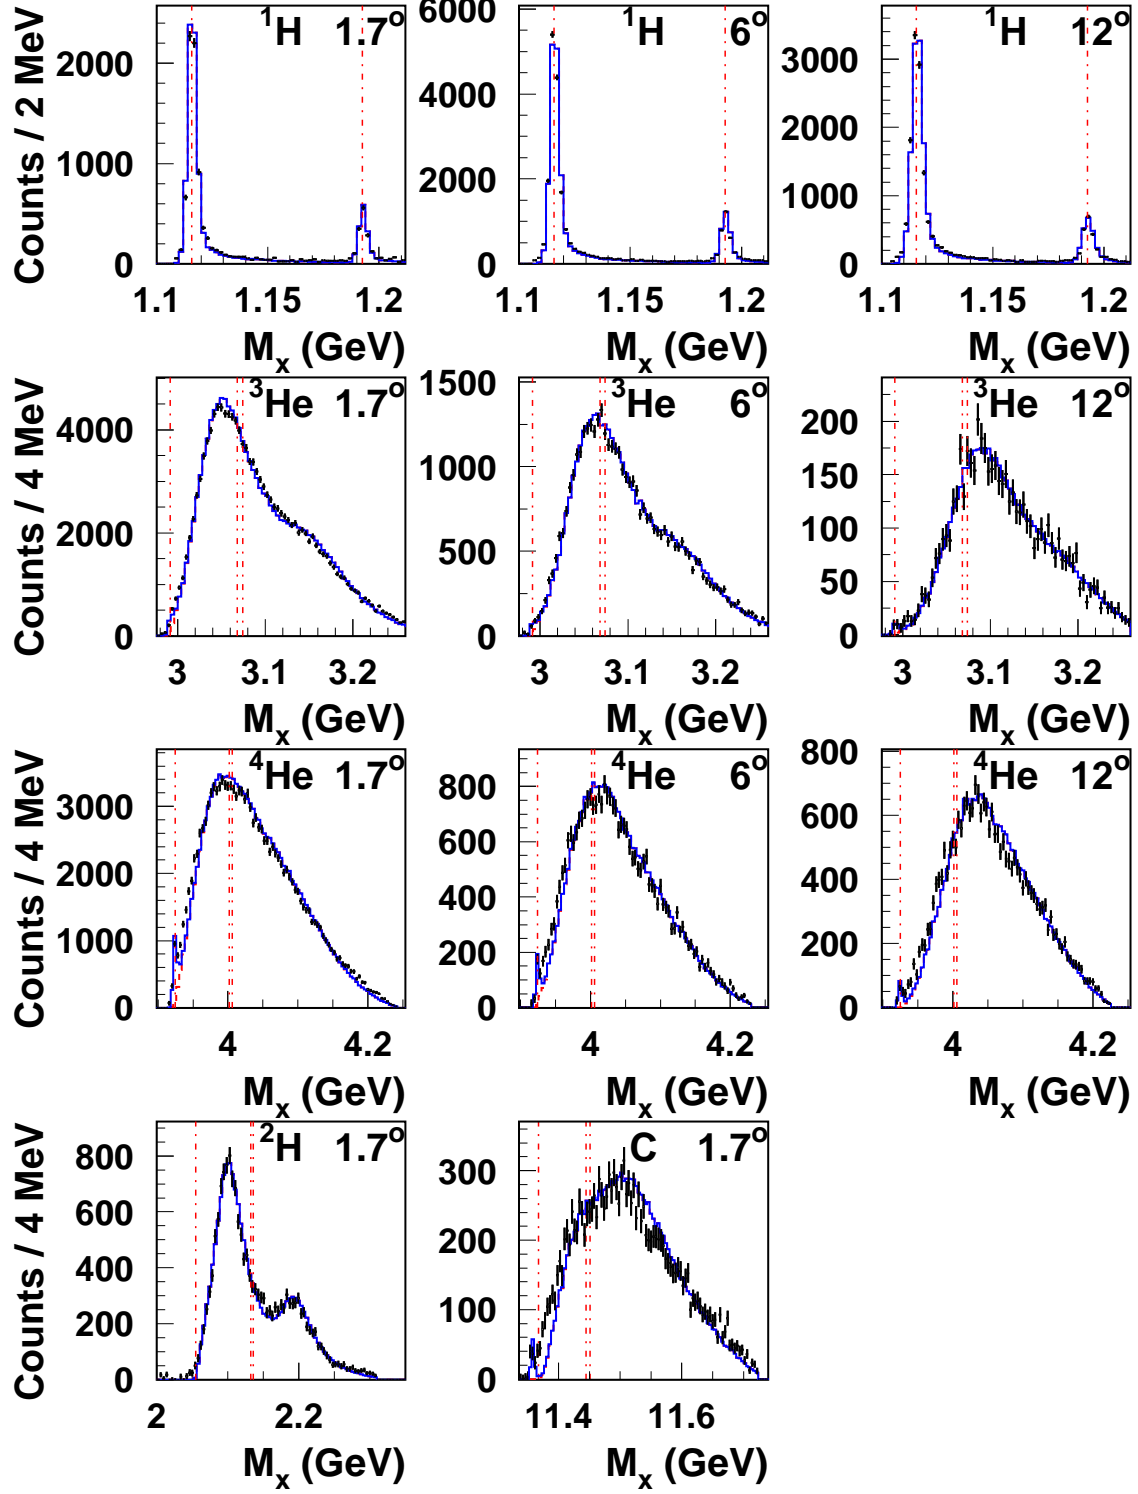 Counts / 2 MeV
0
1000
2000
¹H 1.7°
1.1 1.15 1.2
Mₓ (GeV)
0
2000
4000
6000
¹H 6°
1.1 1.15 1.2
Mₓ (GeV)
0
1000
2000
3000
¹H 12°
1.1 1.15 1.2
Mₓ (GeV)
Counts / 4 MeV
0
2000
4000
³He 1.7°
3 3.1 3.2
Mₓ (GeV)
0
500
1000
1500
³He 6°
3 3.1 3.2
Mₓ (GeV)
0
50
100
150
200
³He 12°
3 3.1 3.2
Mₓ (GeV)
Counts / 4 MeV
0
1000
2000
3000
⁴He 1.7°
4 4.2
Mₓ (GeV)
0
200
400
600
800
⁴He 6°
4 4.2
Mₓ (GeV)
0
200
400
600
800
⁴He 12°
4 4.2
Mₓ (GeV)
Counts / 4 MeV
0
200
400
600
800
²H 1.7°
2 2.2
Mₓ (GeV)
0
100
200
300
C 1.7°
11.4 11.6
Mₓ (GeV)